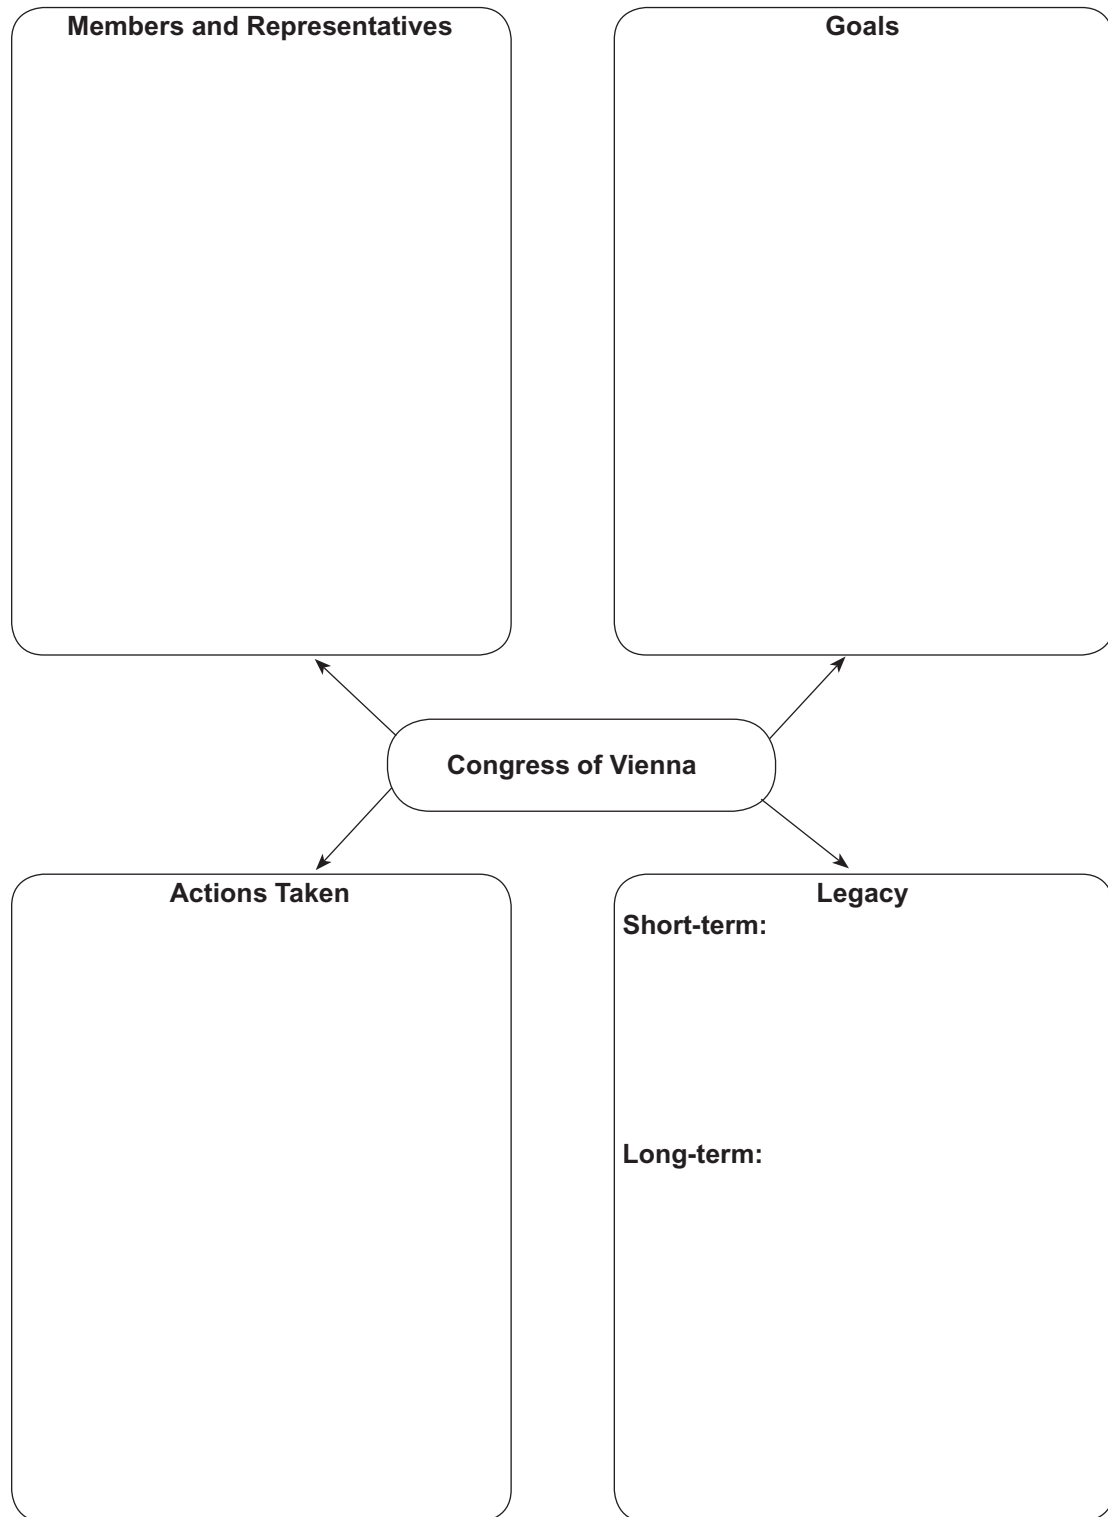 Members and Representatives
Goals
Congress of Vienna
Actions Taken
Legacy
Short-term:
Long-term: